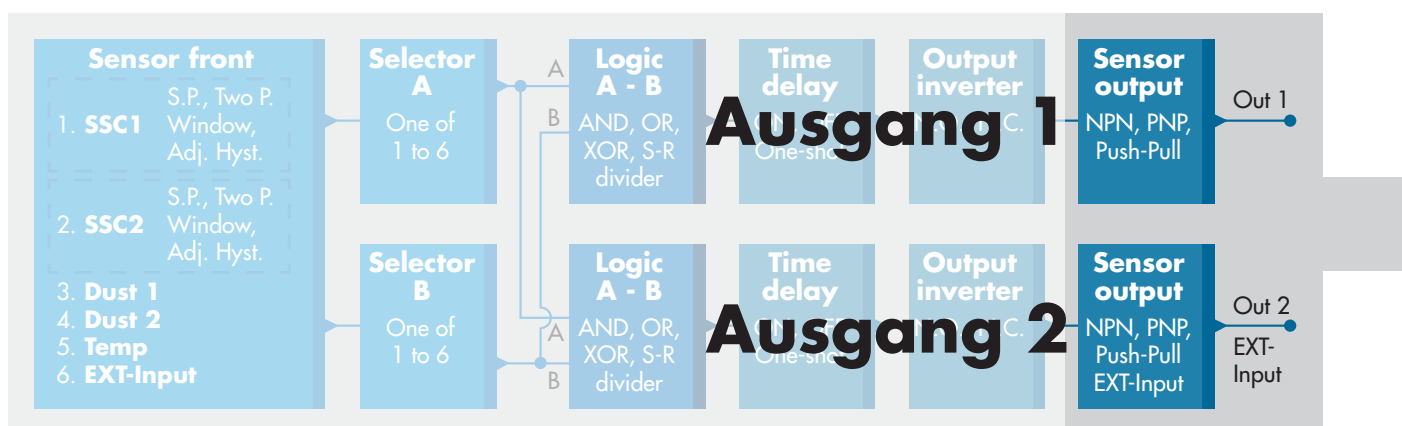 Sensor front
S.P., Two P.
1. SSC1 Window,
Adj. Hyst.
S.P., Two P.
2. SSC2 Window,
Adj. Hyst.
3. Dust 1
4. Dust 2
5. Temp
6. EXT-Input
Selector
A
One of
1 to 6
Selector
B
One of
1 to 6
A
B
Logic
A - B
AND, OR,
XOR, S-R
divider
Time
delay
One-shot
Output
inverter
Ausgang 1
Sensor
output
NPN, PNP,
Push-Pull
Out 1
A
B
Logic
A - B
AND, OR,
XOR, S-R
divider
Time
delay
One-shot
Output
inverter
Ausgang 2
Sensor
output
NPN, PNP,
Push-Pull
EXT-Input
Out 2
EXT-
Input